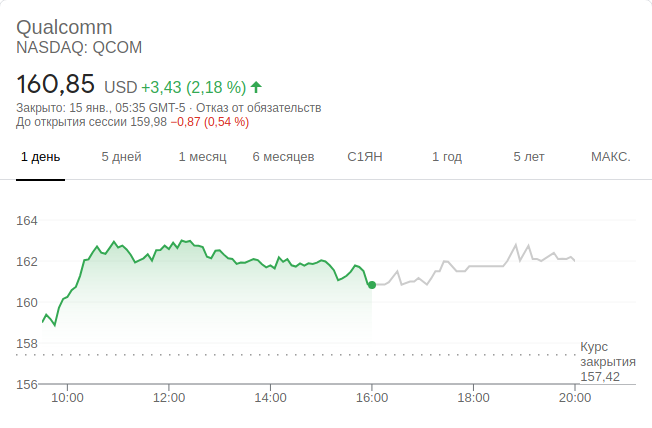 Qualcomm
NASDAQ: QCOM
160,85 USD +3,43 (2,18 %)
Закрыто: 15 янв., 05:35 GMT-5 · Отказ от обязательств
До открытия сессии 159,98 −0,87 (0,54 %)
1 день 5 дней 1 месяц 6 месяцев С1ЯН 1 год 5 лет МАКС.
164
162
160
158
Курс
закрытия
157,42
156
10:00 12:00 14:00 16:00 18:00 20:00